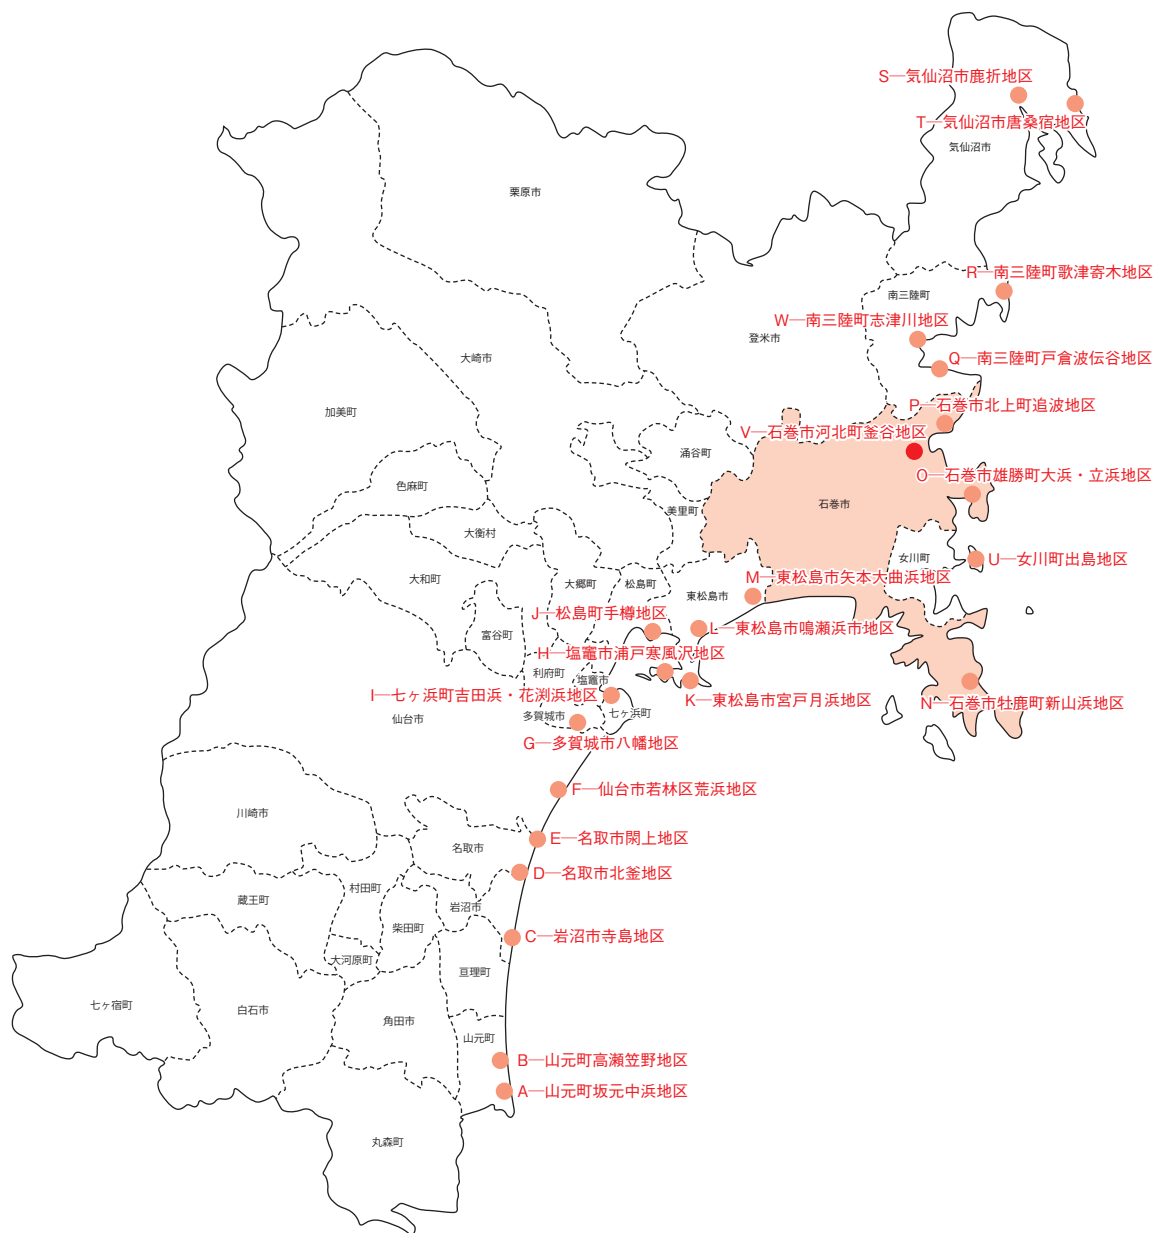 S—気仙沼市鹿折地区
T—気仙沼市唐桑宿地区
気仙沼市
栗原市
R—南三陸町歌津寄木地区
南三陸町
W—南三陸町志津川地区
登米市
大崎市
Q—南三陸町戸倉波伝谷地区
P—石巻市北上町追波地区
加美町
V—石巻市河北町釜谷地区
涌谷町
O—石巻市雄勝町大浜・立浜地区
色麻町
石巻市
美里町
大衡村
女川町
U—女川町出島地区
大和町
大郷町
松島町
M—東松島市矢本大曲浜地区
東松島市
J—松島町手樽地区
L—東松島市鳴瀬浜市地区
富谷町
H—塩竈市浦戸寒風沢地区
利府町
塩竈市
I—七ヶ浜町吉田浜・花渕浜地区
K—東松島市宮戸月浜地区
N—石巻市牡鹿町新山浜地区
仙台市
多賀城市
七ヶ浜町
G—多賀城市八幡地区
F—仙台市若林区荒浜地区
川崎市
E—名取市閖上地区
名取市
D—名取市北釜地区
村田町
蔵王町
岩沼市
柴田町
C—岩沼市寺島地区
大河原町
亘理町
七ヶ宿町
白石市
角田市
山元町
B—山元町高瀬笠野地区
A—山元町坂元中浜地区
丸森町